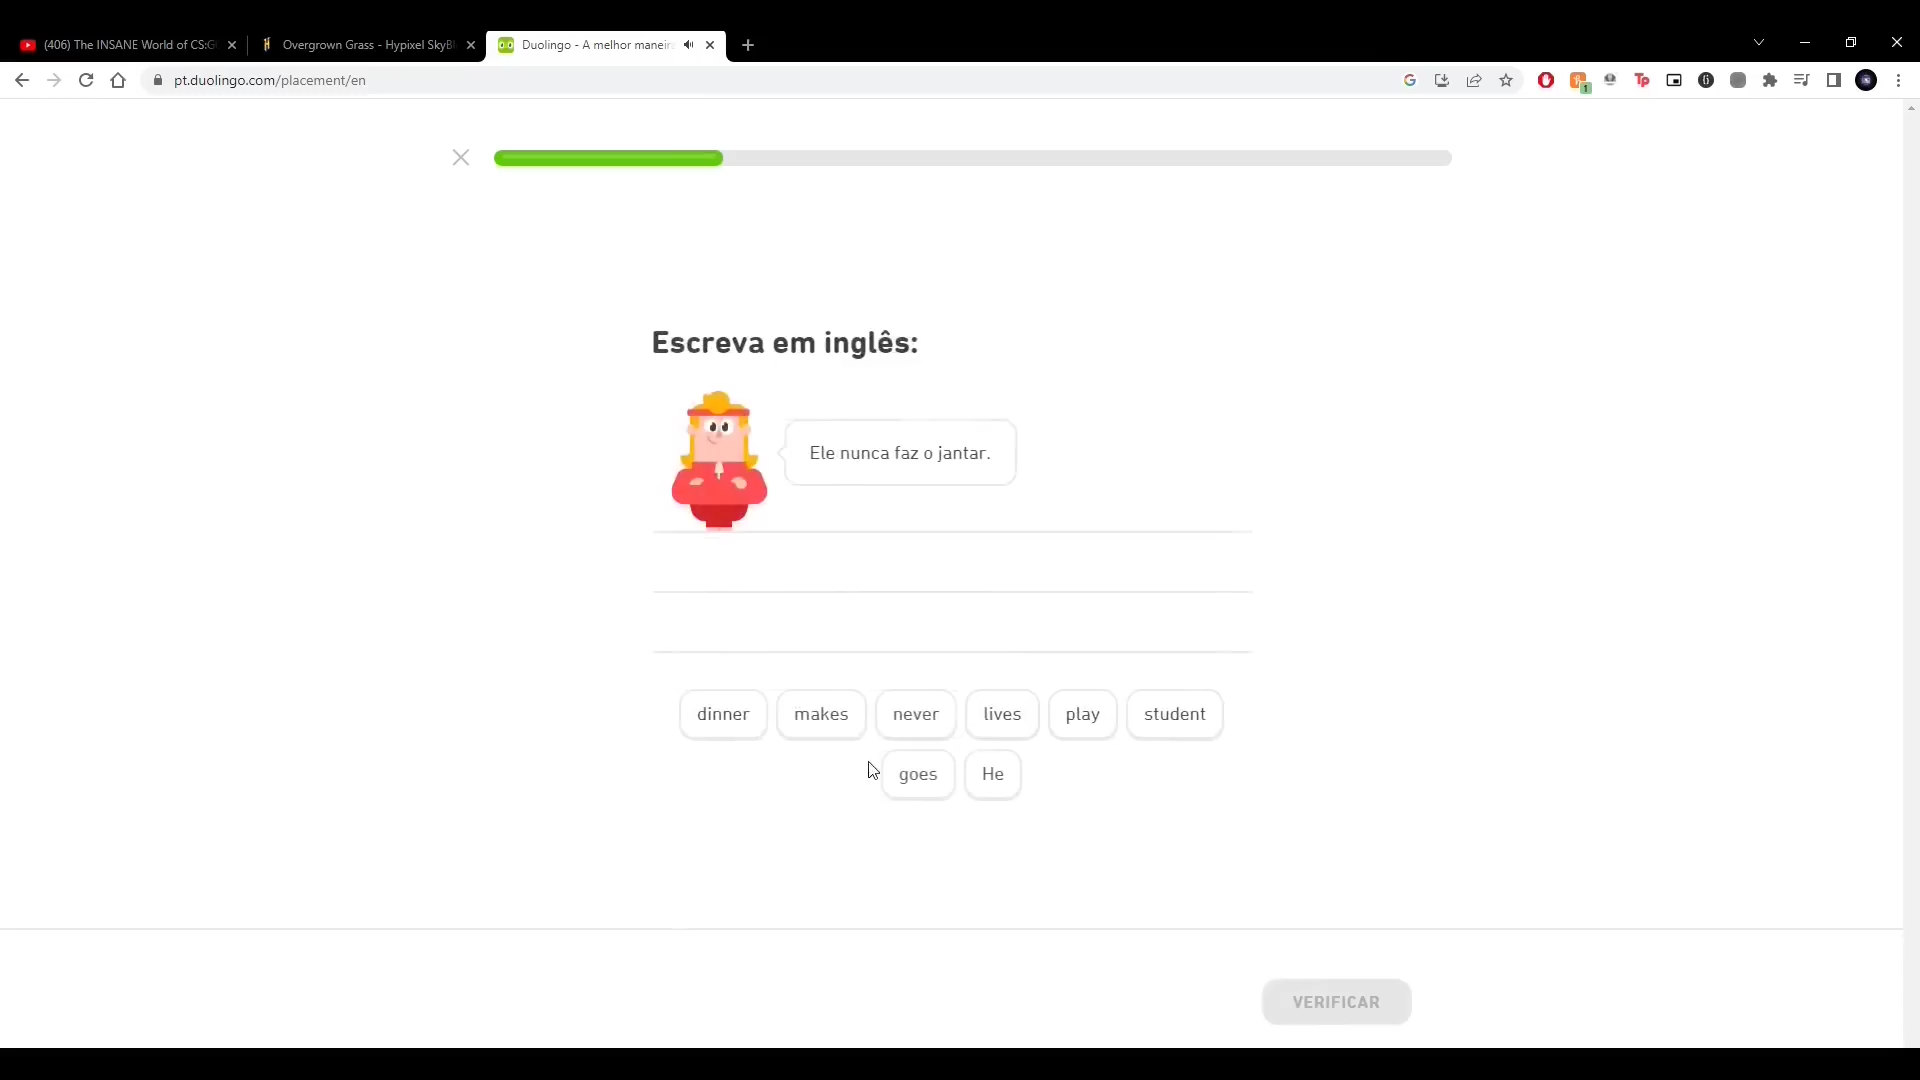 (406) The INSANE World of CS:G
Overgrown Grass - Hypixel SkyBl
Duolingo - A melhor maneir
pt.duolingo.com/placement/en
Escreva em inglês:
Ele nunca faz o jantar.
dinner makes never lives play student
goes He
VERIFICAR